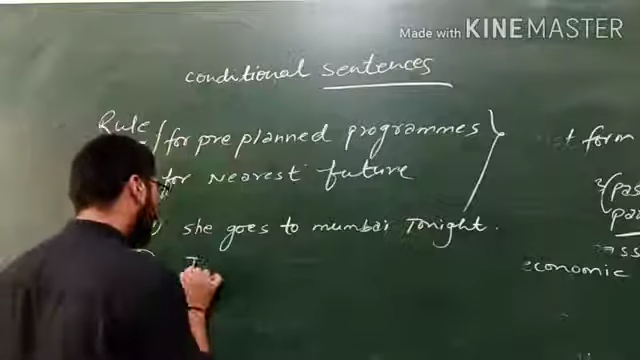 Made with KINEMASTER
conditional sentences
Rule for pre planned programmes
for Nearest future
she goes to mumbai Tonight.
form
economic